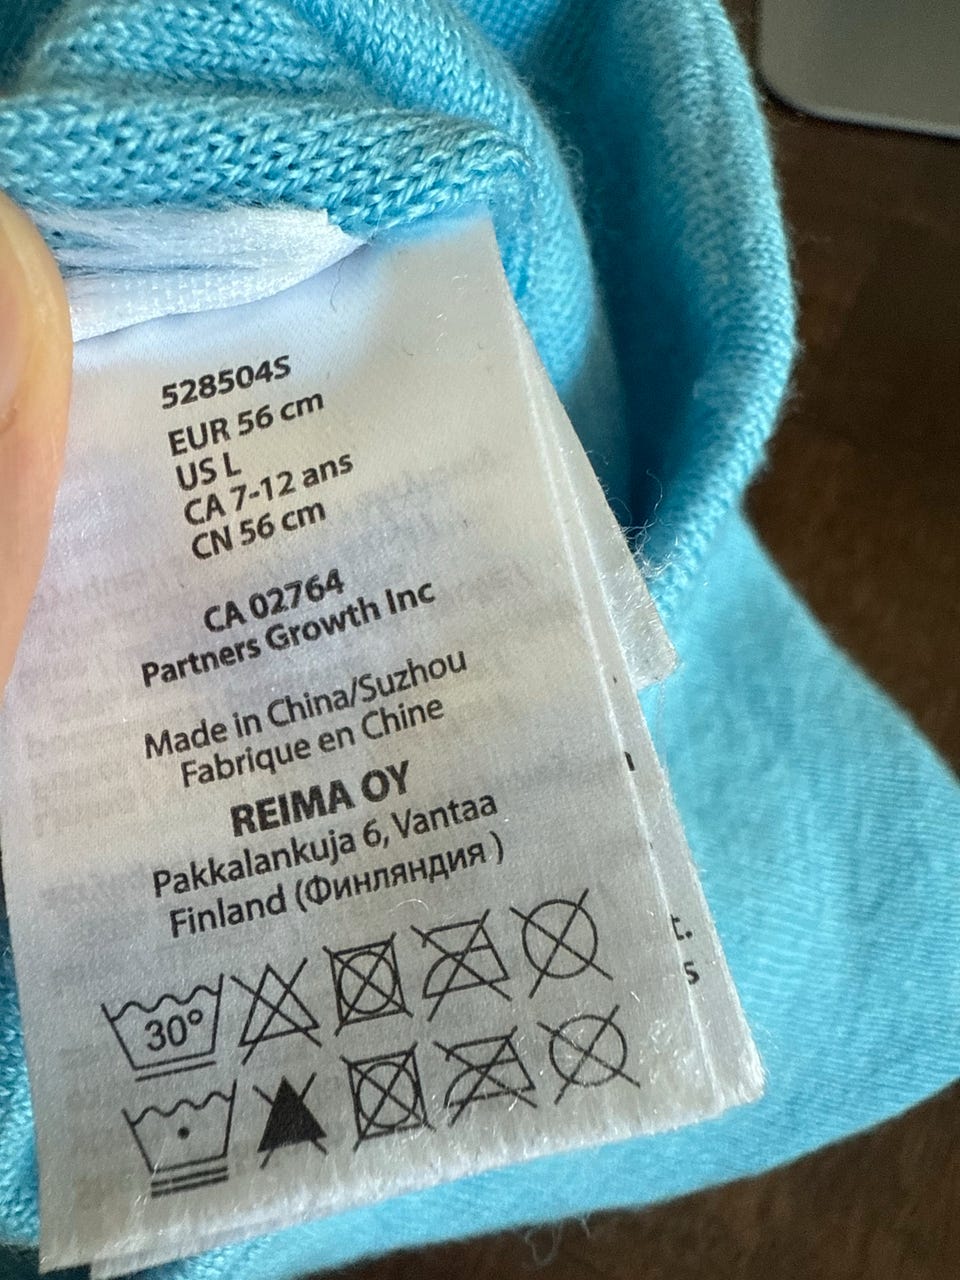 528504S
EUR 56 cm
US L
CA 7-12 ans
CN 56 cm
CA 02764
Partners Growth Inc
Made in China/Suzhou
Fabrique en Chine
REIMA OY
Pakkalankuja 6, Vantaa
Finland (Финляндия )
30°
t.
s